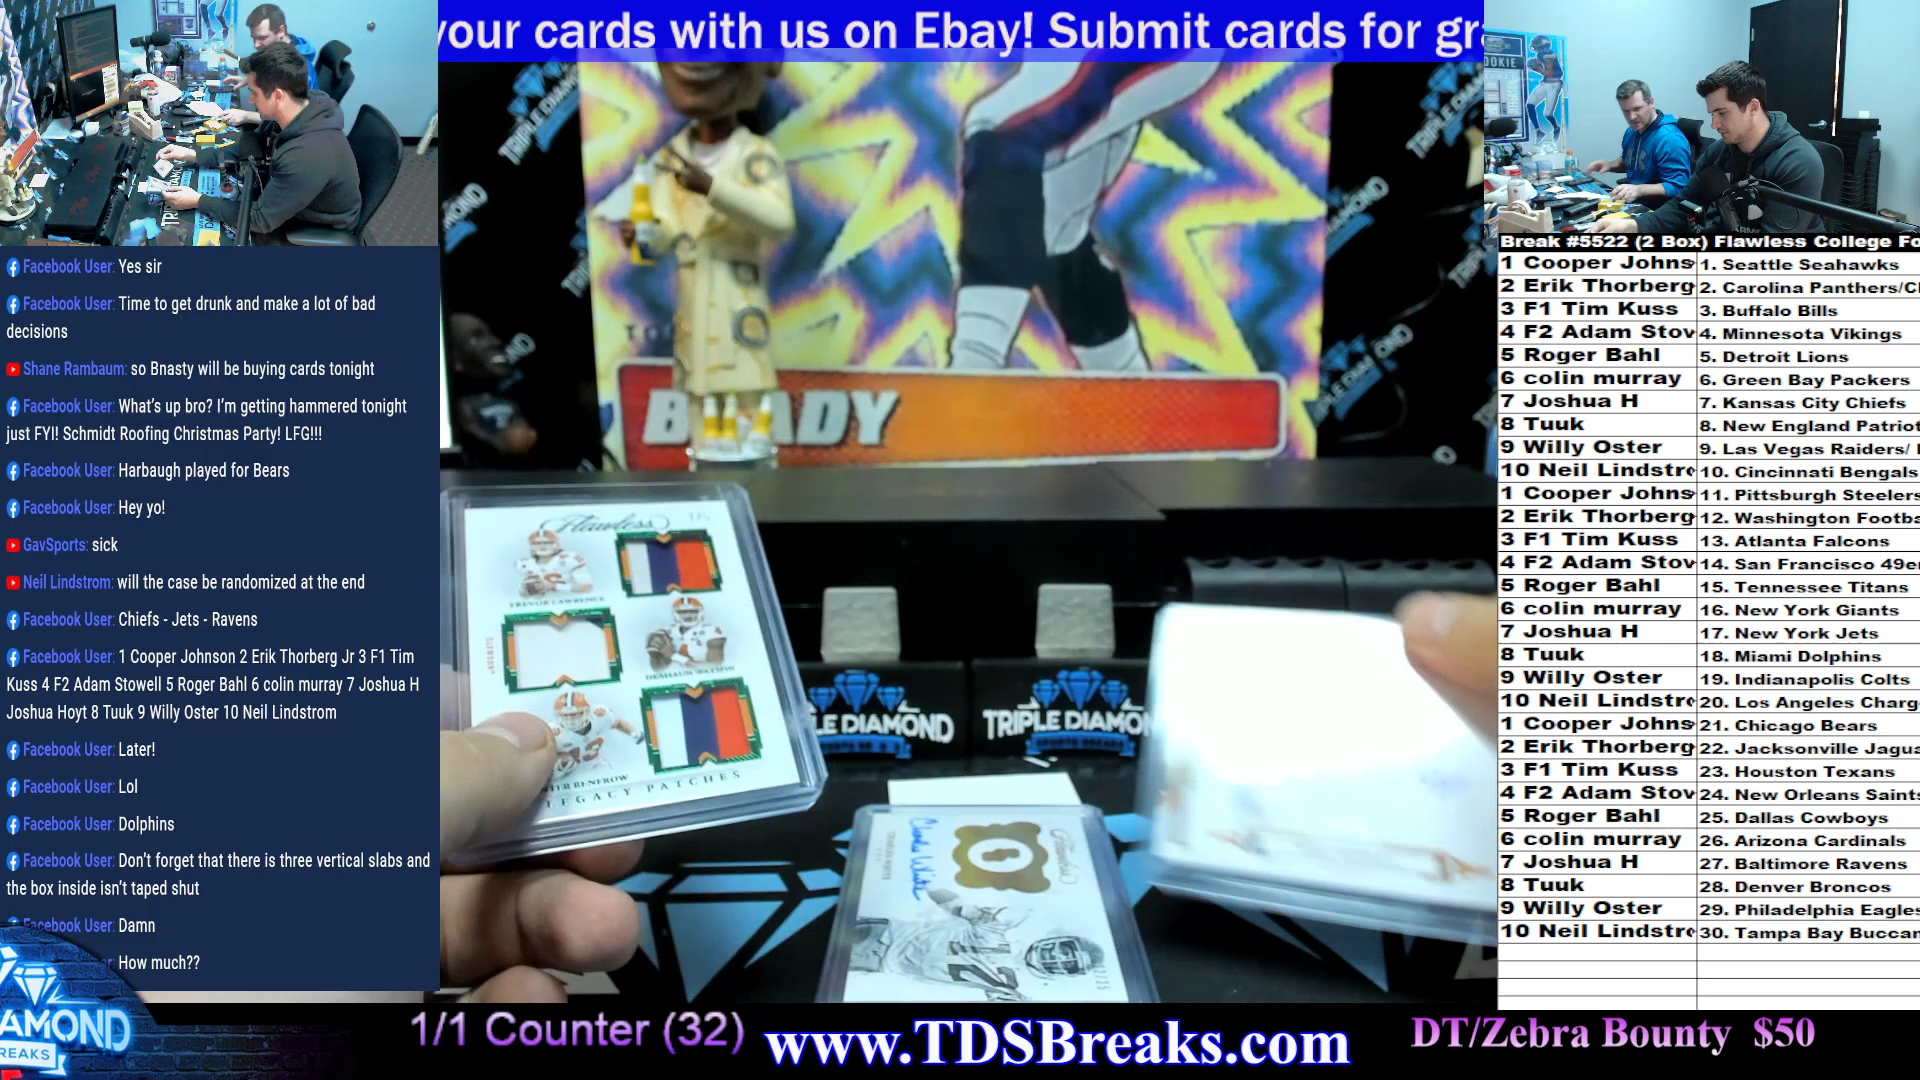 your cards with us on Ebay! Submit cards for gra
Facebook User: Yes sir
Facebook User: Time to get drunk and make a lot of bad
decisions
Shane Rambaum: so Bnasty will be buying cards tonight
Facebook User: What's up bro? I'm getting hammered tonight
just FYI! Schmidt Roofing Christmas Party! LFG!!!
Facebook User: Harbaugh played for Bears
Facebook User: Hey yo!
GavSports: sick
Neil Lindstrom: will the case be randomized at the end
Facebook User: Chiefs - Jets - Ravens
Facebook User: 1 Cooper Johnson 2 Erik Thorberg Jr 3 F1 Tim
Kuss 4 F2 Adam Stowell 5 Roger Bahl 6 colin murray 7 Joshua H
Joshua Hoyt 8 Tuuk 9 Willy Oster 10 Neil Lindstrom
Facebook User: Later!
Facebook User: Lol
Facebook User: Dolphins
Facebook User: Don't forget that there is three vertical slabs and
the box inside isn't taped shut
Facebook User: Damn
How much??
AMOND
REAKS
TRIPLE DIAMOND
BRADY
Flawless
TREVOR LAWRENCE
DESHAUN WATSON
RENFROW
LEGACY PATCHES
LE DIAMOND
TRIPLE DIAMO
Break #5522 (2 Box) Flawless College Fo
1 Cooper Johns 1. Seattle Seahawks
2 Erik Thorberg 2. Carolina Panthers/Cl
3 F1 Tim Kuss 3. Buffalo Bills
4 F2 Adam Stov 4. Minnesota Vikings
5 Roger Bahl 5. Detroit Lions
6 colin murray 6. Green Bay Packers
7 Joshua H 7. Kansas City Chiefs
8 Tuuk 8. New England Patriot
9 Willy Oster 9. Las Vegas Raiders/
10 Neil Lindstr 10. Cincinnati Bengals
1 Cooper Johns 11. Pittsburgh Steelers
2 Erik Thorberg 12. Washington Footba
3 F1 Tim Kuss 13. Atlanta Falcons
4 F2 Adam Stov 14. San Francisco 49e
5 Roger Bahl 15. Tennessee Titans
6 colin murray 16. New York Giants
7 Joshua H 17. New York Jets
8 Tuuk 18. Miami Dolphins
9 Willy Oster 19. Indianapolis Colts
10 Neil Lindstr 20. Los Angeles Charg
1 Cooper Johns 21. Chicago Bears
2 Erik Thorberg 22. Jacksonville Jagua
3 F1 Tim Kuss 23. Houston Texans
4 F2 Adam Stov 24. New Orleans Saints
5 Roger Bahl 25. Dallas Cowboys
6 colin murray 26. Arizona Cardinals
7 Joshua H 27. Baltimore Ravens
8 Tuuk 28. Denver Broncos
9 Willy Oster 29. Philadelphia Eagles
10 Neil Lindstr 30. Tampa Bay Buccan
1/1 Counter (32)
www.TDSBreaks.com
DT/Zebra Bounty $50